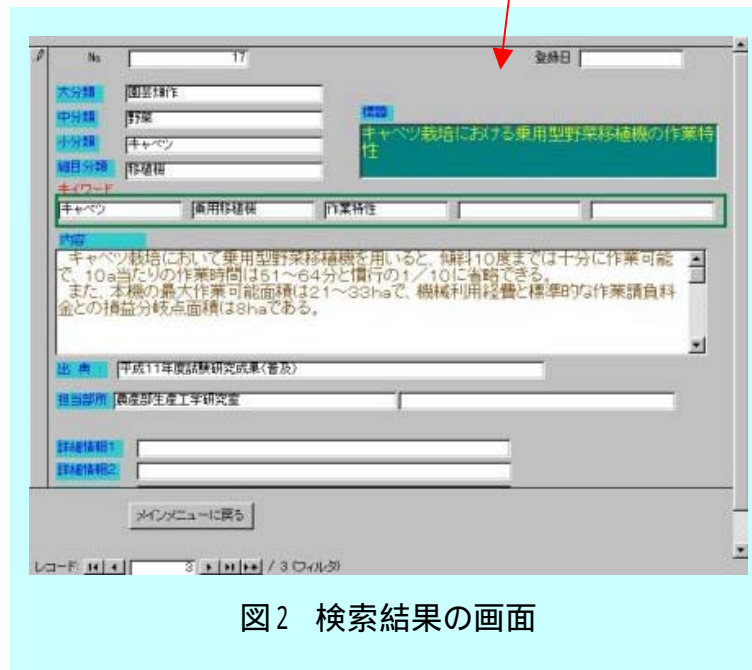 No 17 登録日
大分類 園芸畑作
中分類 野菜
標題
キャベツ栽培における乗用型野菜移植機の作業特
性
小分類 キャベツ
細目分類 移植機
キイワード
キャベツ 乗用移植機 作業特性
内容
キャベツ栽培において乗用型野菜移植機を用いると、傾斜10度までは十分に作業可能
で、10a当たりの作業時間は51~64分と慣行の1/10に省略できる。
また、本機の最大作業可能面積は21~33haで、機械利用経費と標準的な作業請負料
金との損益分岐点面積は8haである。
出典 平成11年度試験研究成果(普及)
担当部所 農産部生産工学研究室
詳細情報1
詳細情報2
メインメニューに戻る
レコード: 3 / 3 (フィルタ)
図2 検索結果の画面